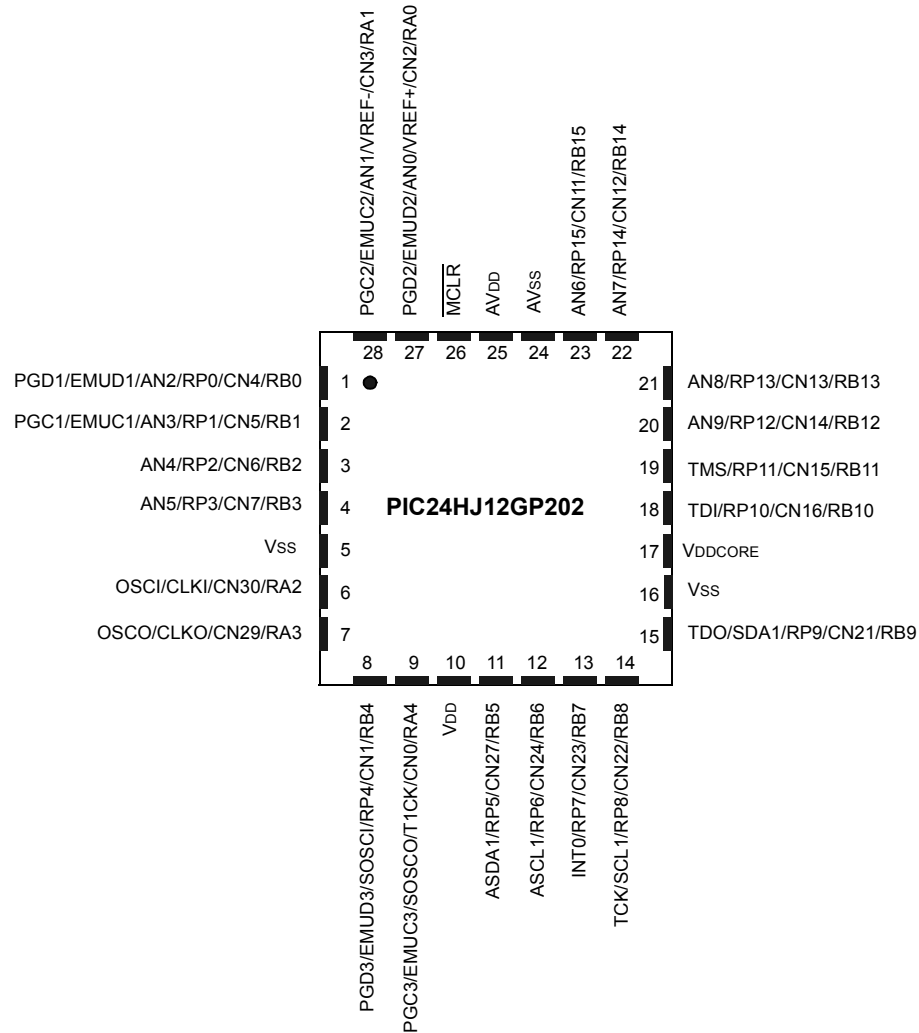 PGC2/EMUC2/AN1/VREF-/CN3/RA1
PGD2/EMUD2/AN0/VREF+/CN2/RA0
MCLR
AVDD
AVss
AN6/RP15/CN11/RB15
AN7/RP14/CN12/RB14
28 27 26 25 24 23 22
PGD1/EMUD1/AN2/RP0/CN4/RB0 1
PGC1/EMUC1/AN3/RP1/CN5/RB1 2
AN4/RP2/CN6/RB2 3
AN5/RP3/CN7/RB3 4
Vss 5
OSCI/CLKI/CN30/RA2 6
OSCO/CLKO/CN29/RA3 7
PIC24HJ12GP202
21 AN8/RP13/CN13/RB13
20 AN9/RP12/CN14/RB12
19 TMS/RP11/CN15/RB11
18 TDI/RP10/CN16/RB10
17 VDDCORE
16 Vss
15 TDO/SDA1/RP9/CN21/RB9
8 9 10 11 12 13 14
PGD3/EMUD3/SOSCI/RP4/CN1/RB4
PGC3/EMUC3/SOSCO/T1CK/CN0/RA4
VDD
ASDA1/RP5/CN27/RB5
ASCL1/RP6/CN24/RB6
INT0/RP7/CN23/RB7
TCK/SCL1/RP8/CN22/RB8